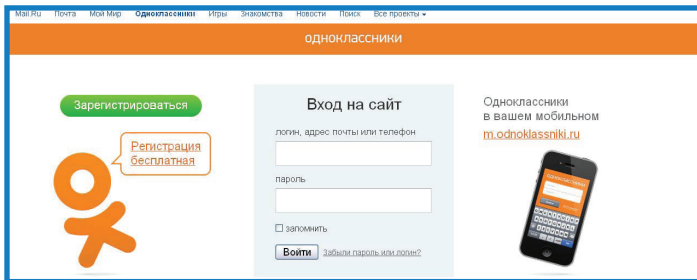 Mail.Ru Почта Мой Мир Одноклассники Игры Знакомства Новости Поиск Все проекты
одноклассники
Зарегистрироваться
Регистрация
бесплатная
Вход на сайт
логин, адрес почты или телефон
пароль
запомнить
Войти Забыли пароль или логин?
Одноклассники
в вашем мобильном
m.odnoklassniki.ru